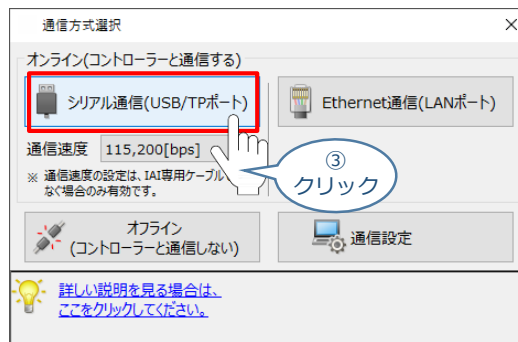 通信方式選択
オンライン(コントローラーと通信する)
シリアル通信(USB/TPポート)
Ethernet通信(LANポート)
通信速度 115,200[bps]
※ 通信速度の設定は、IAI専用ケーブル
なぐ場合のみ有効です。
③
クリック
オフライン
(コントローラーと通信しない)
通信設定
詳しい説明を見る場合は、
ここをクリックしてください。